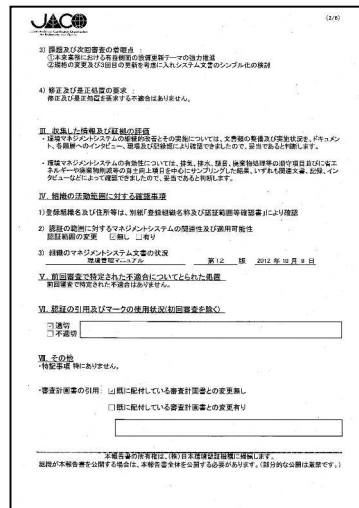 JACO
(2/8)
3) 課題及び次回審査の着眼点 :
①本来業務における有益側面の設備更新テーマの強力推進
②規格の変更及び3回目の更新を考慮に入れシステム文書のシンプル化の検討
4) 修正及び是正処置の要求 :
修正及び是正処置を要求する不適合はありません。
Ⅲ. 収集した情報及び証拠の評価
・環境マネジメントシステムの継続的改善とその実施については、文書類の整備及び実施状況を、ドキュメント、各階層へのインタビュー、現場及び記録類により確認できましたので、妥当であると判断します。
・環境マネジメントシステムの有効性については、排気、排水、騒音、廃棄物処理等の順守項目並びに省エネルギーや廃棄物削減等の自主向上項目を中心にサンプリングした結果、いずれも関連文書、記録、インタビューなどによって確認できましたので、妥当であると判断します。
Ⅳ. 組織の活動範囲に対する確認事項
1)登録組織名及び住所等は、別紙「登録組織名称及び認証範囲等確認書」により確認
2) 認証の範囲に対するマネジメントシステムの関連性及び適用可能性
認証範囲の変更 ☑無し □有り
3) 組織のマネジメントシステム文書の状況
環境管理マニュアル 第12 版 2012 年 10 月 9 日
Ⅴ. 前回審査で特定された不適合についてとられた処置
前回審査で特定された不適合はありません。
Ⅵ. 認証の引用及びマークの使用状況(初回審査を除く)
☑適切
□不適切
Ⅶ. その他
・特記事項 特にありません。
・審査計画書の引用: ☑既に配付している審査計画書との変更無し
□既に配付している審査計画書との変更有り
本報告書の所有権は、(株)日本環境認証機構に帰属します。
組織が本報告書を公開する場合は、本報告書全体を公開する必要があります。(部分的な公開は厳禁です。)